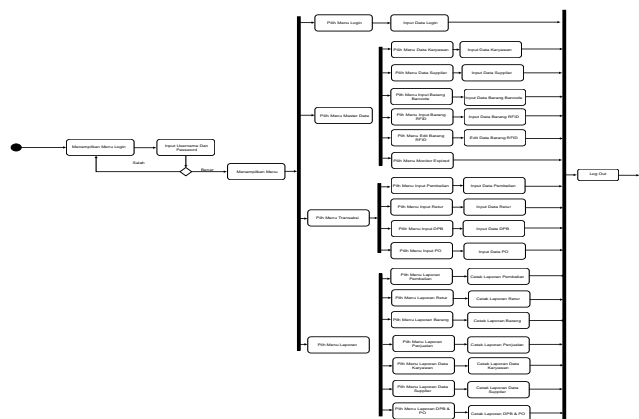 Pilih Menu Login
Input Data Login
Pilih Menu Data Karyawan
Input Data Karyawan
Pilih Menu Data Supplier
Input Data Supplier
Pilih Menu Input Barang
Barcode
Input Data Barang Barcode
Pilih Menu Master Data
Pilih Menu Input Barang
RFID
Input Data Barang RFID
Pilih Menu Edit Barang
RFID
Edit Data Barang RFID
Menampilkan Menu Login
Input Username Dan
Password
Salah
Benar
Pilih Menu Monitor Expired
Menampilkan Menu
Log Out
Pilih Menu Input Pembelian
Input Data Pembelian
Pilih Menu Input Retur
Input Data Retur
Pilih Menu Transaksi
Pilih Menu Input DPB
Input Data DPB
Pilih Menu Input PO
Input Data PO
Pilih Menu Laporan
Pembelian
Cetak Laporan Pembelian
Pilih Menu Laporan Retur
Cetak Laporan Retur
Pilih Menu Laporan Barang
Cetak Laporan Barang
Pilih Menu Laporan
Pilih Menu Laporan
Penjualan
Cetak Laporan Penjualan
Pilih Menu Laporan Data
Karyawan
Cetak Laporan Data
Karyawan
Pilih Menu Laporan Data
Supplier
Cetak Laporan Data
Supplier
Pilih Menu Laporan DPB &
PO
Cetak Laporan DPB & PO